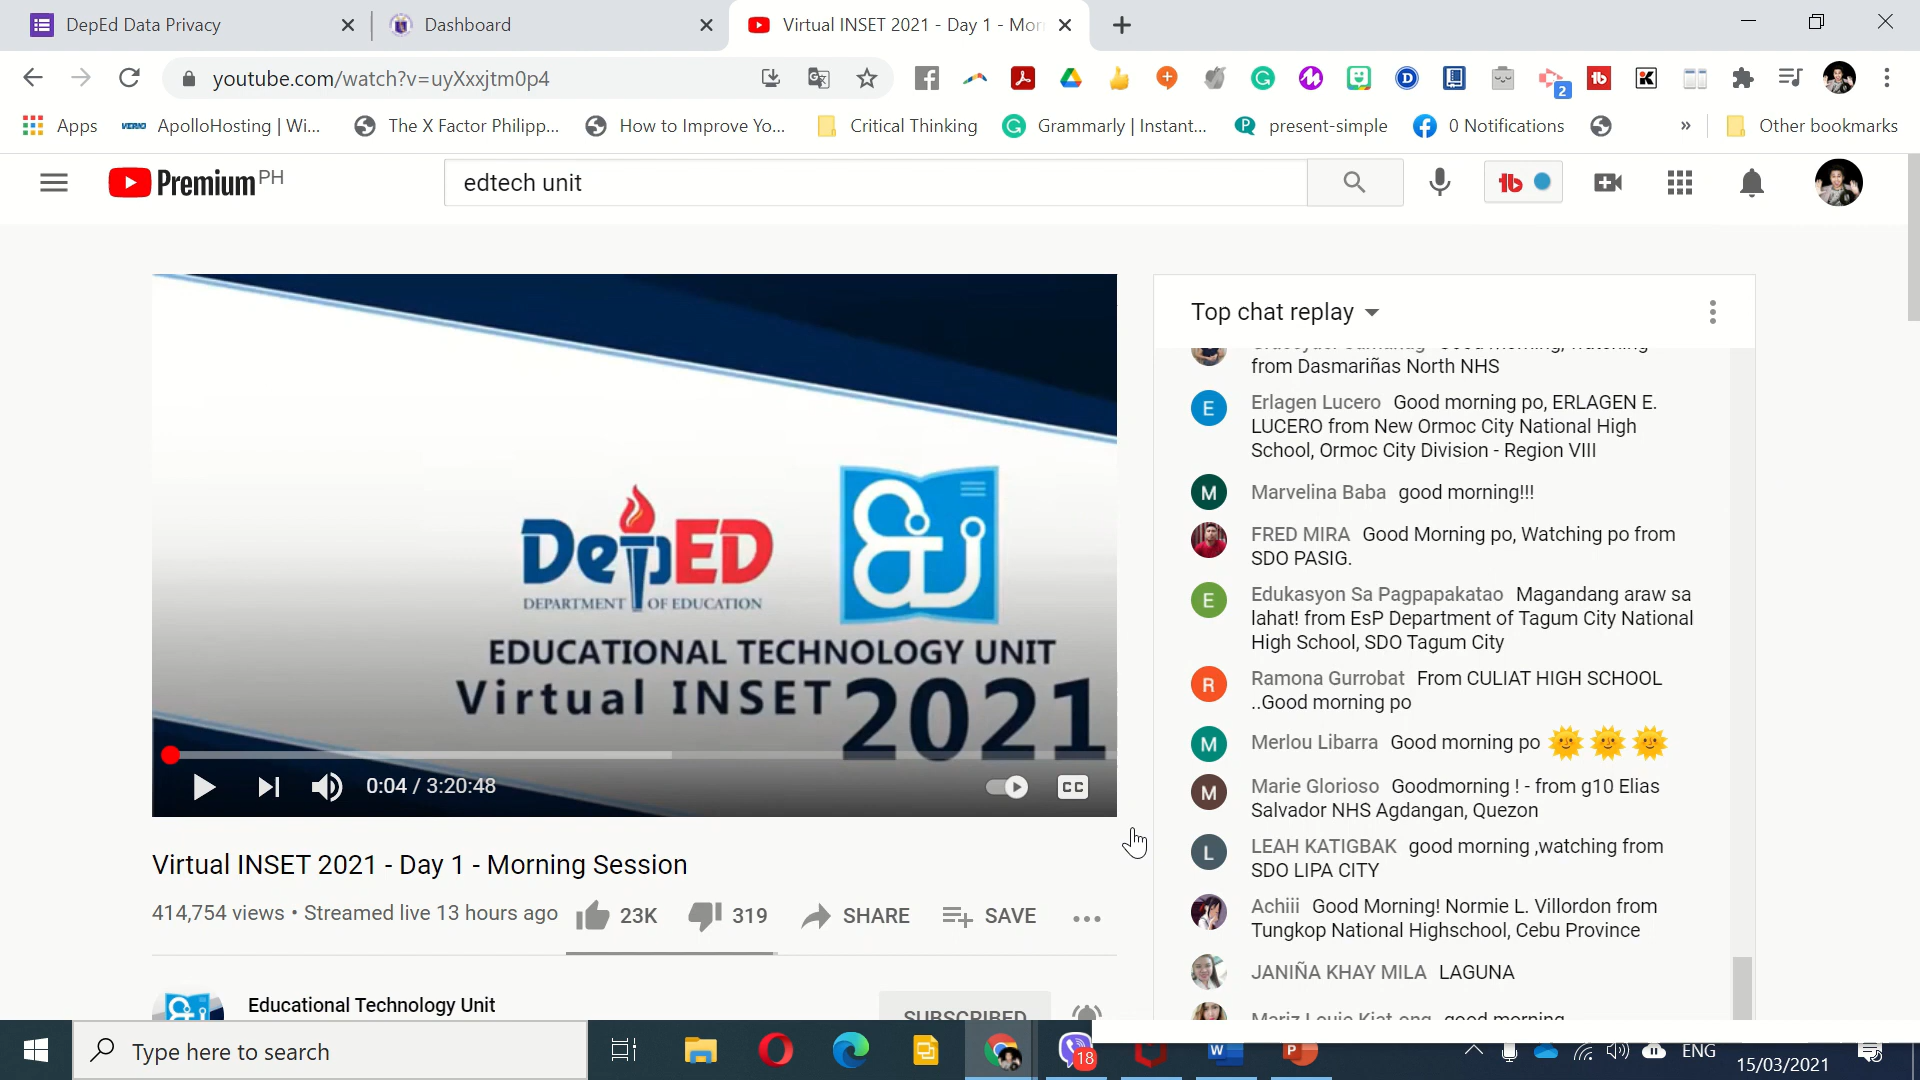 DepEd Data Privacy
Dashboard
Virtual INSET 2021 - Day 1 - Mor
youtube.com/watch?v=uyXxxjtm0p4
2
Apps
ApolloHosting | Wi...
The X Factor Philipp...
How to Improve Yo...
Critical Thinking
Grammarly | Instant...
present-simple
0 Notifications
»
Other bookmarks
Premium PH
edtech unit
Top chat replay
from Dasmariñas North NHS
Erlagen Lucero Good morning po, ERLAGEN E.
LUCERO from New Ormoc City National High
School, Ormoc City Division - Region VIII
Marvelina Baba good morning!!!
FRED MIRA Good Morning po, Watching po from
SDO PASIG.
Edukasyon Sa Pagpapakatao Magandang araw sa
lahat! from EsP Department of Tagum City National
High School, SDO Tagum City
Ramona Gurrobat From CULIAT HIGH SCHOOL
..Good morning po
Merlou Libarra Good morning po 🌞🌞🌞
Marie Glorioso Goodmorning ! - from g10 Elias
Salvador NHS Agdangan, Quezon
LEAH KATIGBAK good morning ,watching from
SDO LIPA CITY
Achiii Good Morning! Normie L. Villordon from
Tungkop National Highschool, Cebu Province
JANIÑA KHAY MILA LAGUNA
good morning
DepED
DEPARTMENT OF EDUCATION
EDUCATIONAL TECHNOLOGY UNIT
Virtual INSET 2021
0:04 / 3:20:48
CC
Virtual INSET 2021 - Day 1 - Morning Session
414,754 views • Streamed live 13 hours ago
23K
319
SHARE
SAVE
Educational Technology Unit
SUBSCRIBED
Type here to search
18
ENG
15/03/2021